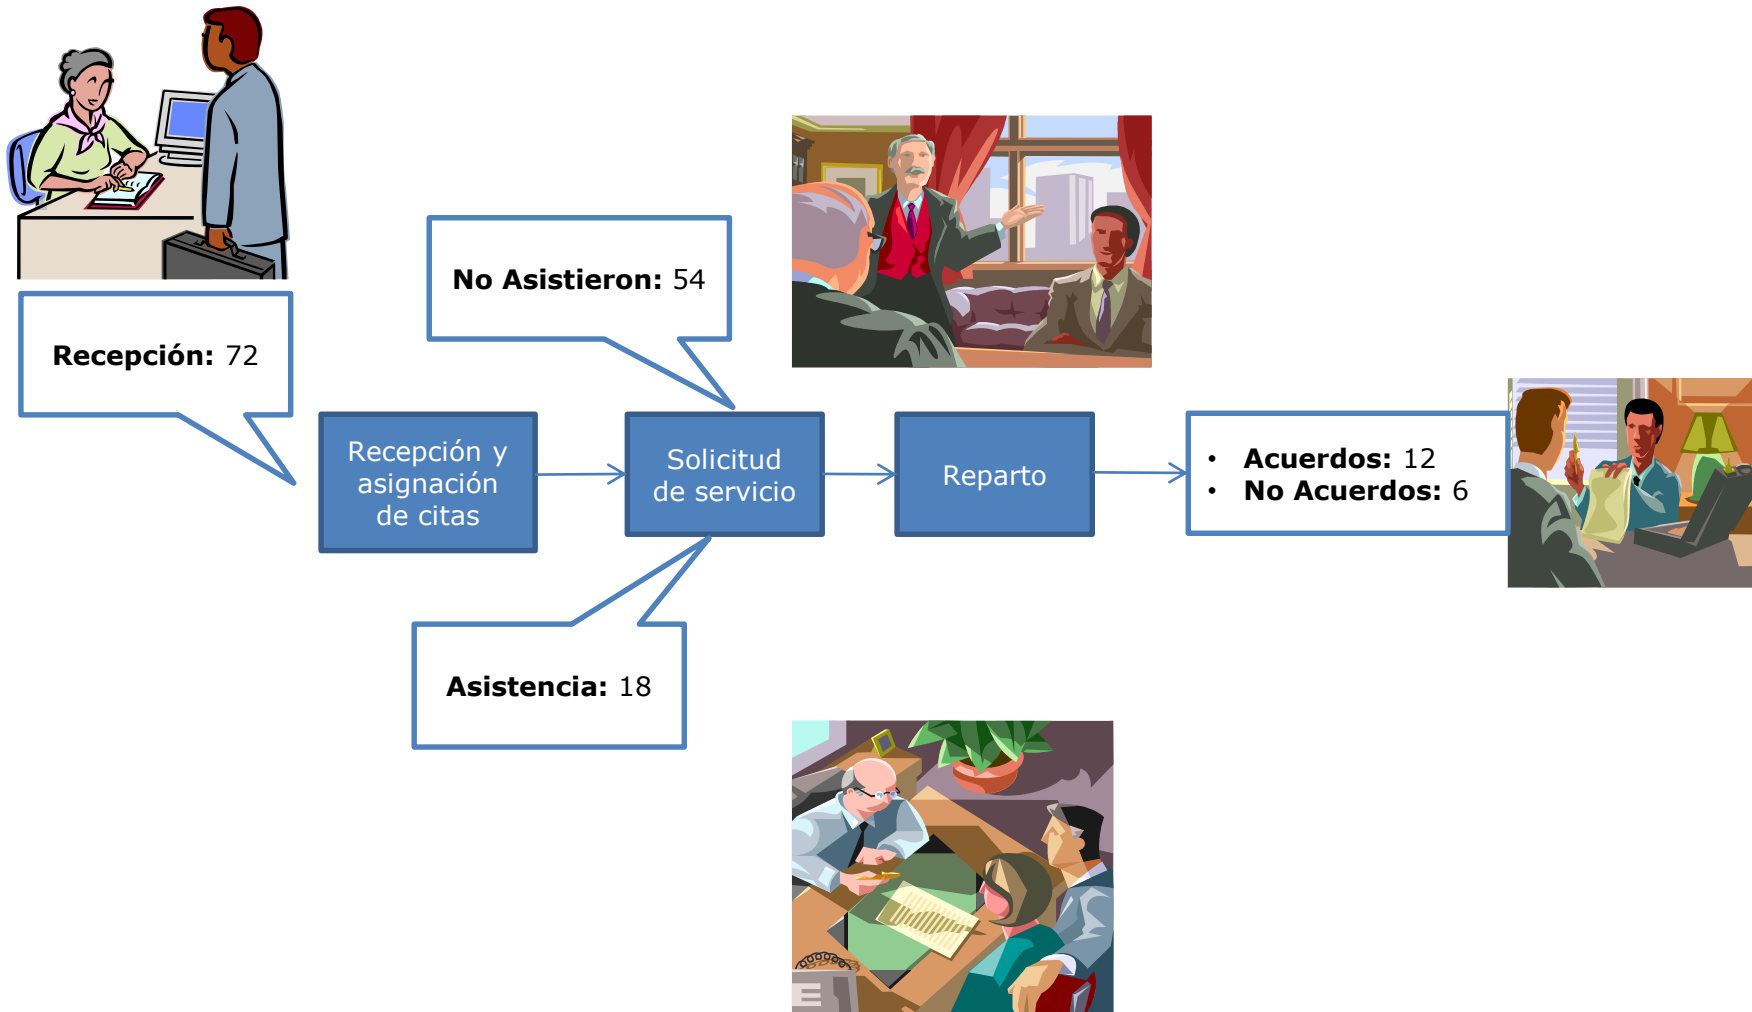 Recepción: 72
No Asistieron: 54
Recepción y
asignación
de citas
Solicitud
de servicio
Reparto
• Acuerdos: 12
• No Acuerdos: 6
Asistencia: 18